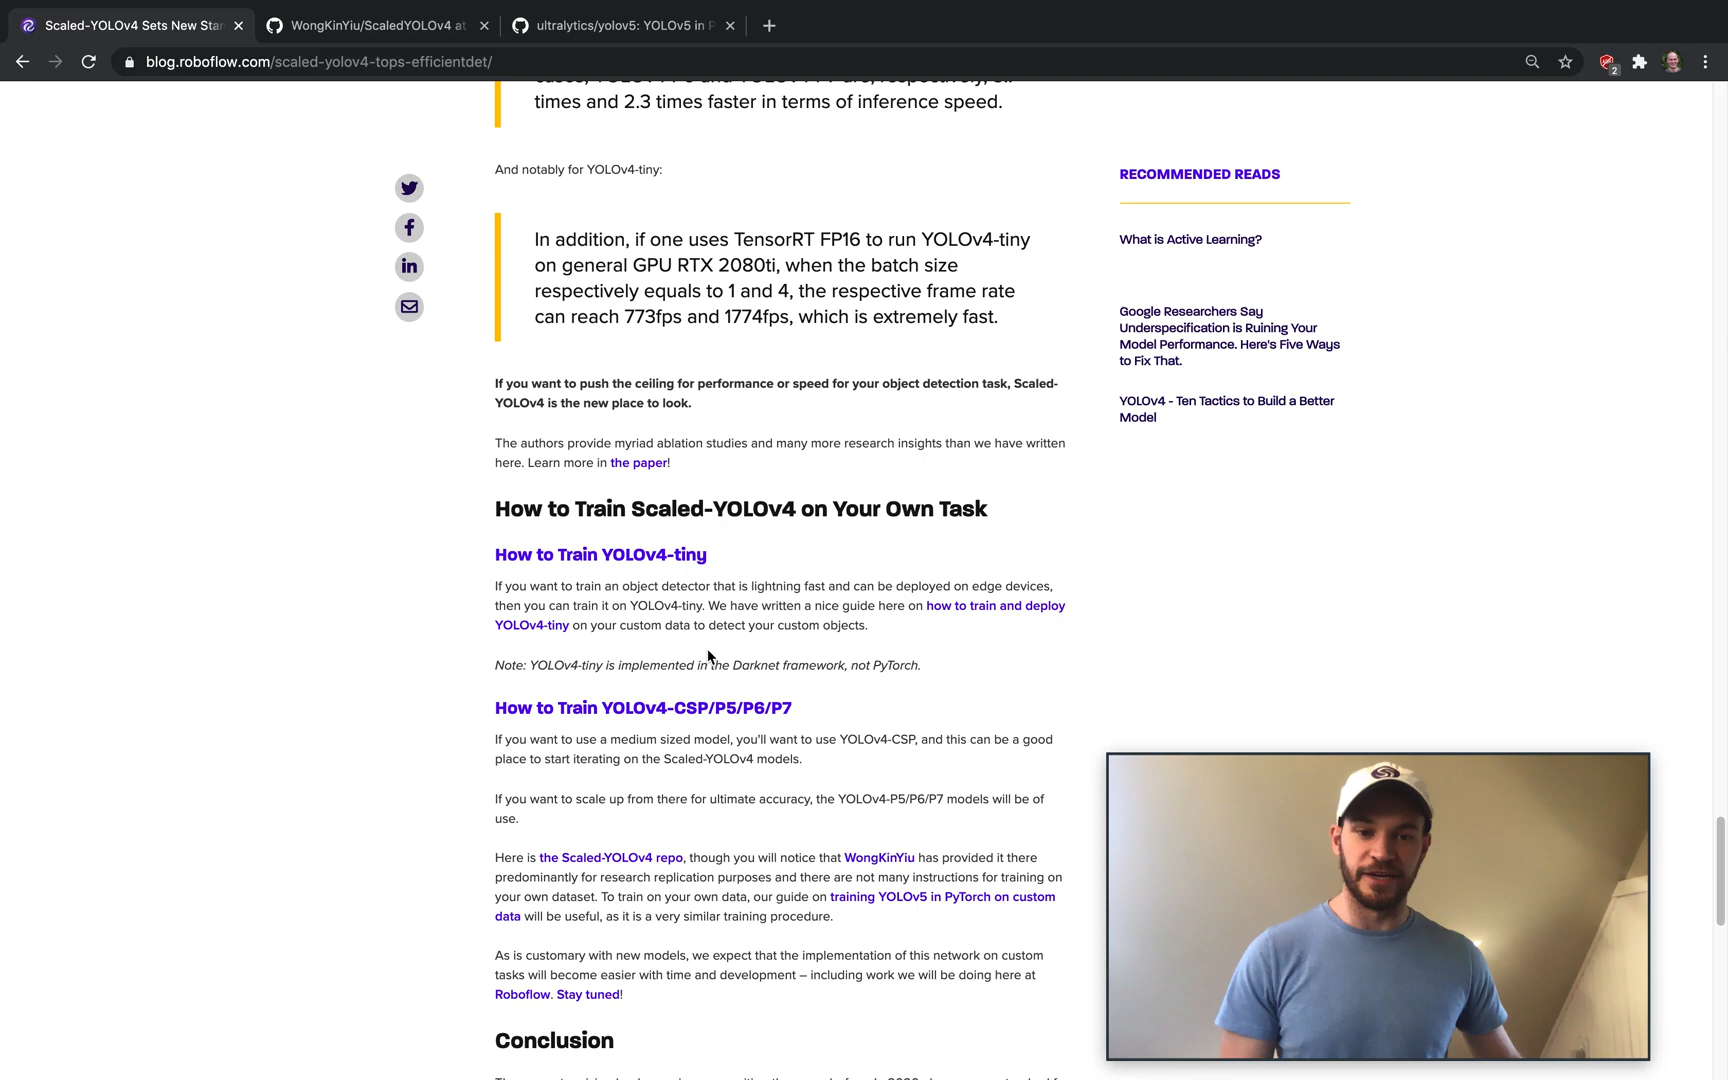 Scaled-YOLOv4 Sets New Star
WongKinYiu/ScaledYOLOv4 at
ultralytics/yolov5: YOLOv5 in P
blog.roboflow.com/scaled-yolov4-tops-efficientdet/
2
times and 2.3 times faster in terms of inference speed.
And notably for YOLOv4-tiny:
In addition, if one uses TensorRT FP16 to run YOLOv4-tiny
on general GPU RTX 2080ti, when the batch size
respectively equals to 1 and 4, the respective frame rate
can reach 773fps and 1774fps, which is extremely fast.
If you want to push the ceiling for performance or speed for your object detection task, Scaled-
YOLOv4 is the new place to look.
The authors provide myriad ablation studies and many more research insights than we have written
here. Learn more in the paper!
How to Train Scaled-YOLOv4 on Your Own Task
How to Train YOLOv4-tiny
If you want to train an object detector that is lightning fast and can be deployed on edge devices,
then you can train it on YOLOv4-tiny. We have written a nice guide here on how to train and deploy
YOLOv4-tiny on your custom data to detect your custom objects.
Note: YOLOv4-tiny is implemented in the Darknet framework, not PyTorch.
How to Train YOLOv4-CSP/P5/P6/P7
If you want to use a medium sized model, you'll want to use YOLOv4-CSP, and this can be a good
place to start iterating on the Scaled-YOLOv4 models.
If you want to scale up from there for ultimate accuracy, the YOLOv4-P5/P6/P7 models will be of
use.
Here is the Scaled-YOLOv4 repo, though you will notice that WongKinYiu has provided it there
predominantly for research replication purposes and there are not many instructions for training on
your own dataset. To train on your own data, our guide on training YOLOv5 in PyTorch on custom
data will be useful, as it is a very similar training procedure.
As is customary with new models, we expect that the implementation of this network on custom
tasks will become easier with time and development – including work we will be doing here at
Roboflow. Stay tuned!
Conclusion
RECOMMENDED READS
What is Active Learning?
Google Researchers Say
Underspecification is Ruining Your
Model Performance. Here's Five Ways
to Fix That.
YOLOv4 - Ten Tactics to Build a Better
Model